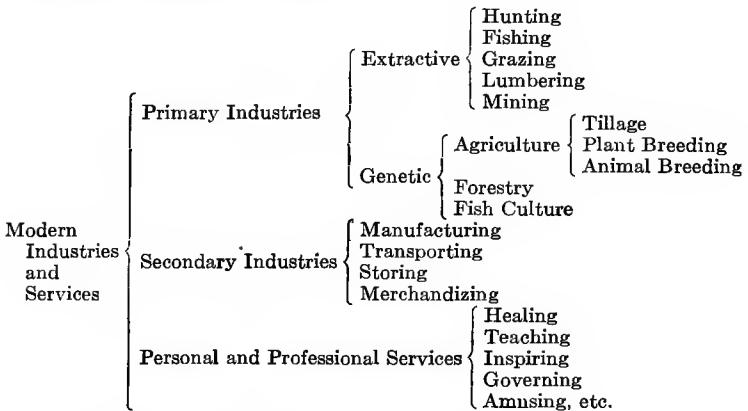 Modern
Industries
and
Services
Primary Industries
Extractive
Hunting
Fishing
Grazing
Lumbering
Mining
Genetic
Agriculture
Tillage
Plant Breeding
Animal Breeding
Forestry
Fish Culture
Secondary Industries
Manufacturing
Transporting
Storing
Merchandizing
Personal and Professional Services
Healing
Teaching
Inspiring
Governing
Amusing, etc.